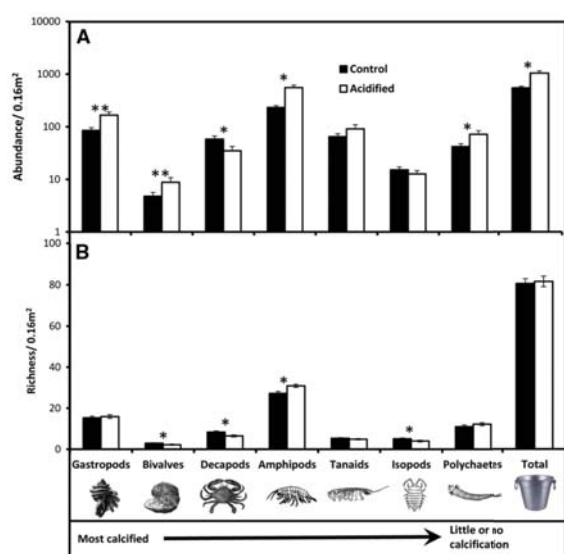 10000
A
Control
Acidified
1000
100
10
1
Abundance/ 0.16m²
**
**
*
*
*
*
100
B
80
60
40
20
0
Richness/ 0.16m²
*
*
*
*
Gastropods Bivalves Decapods Amphipods Tanaids Isopods Polychaetes Total
Most calcified
Little or no
calcification